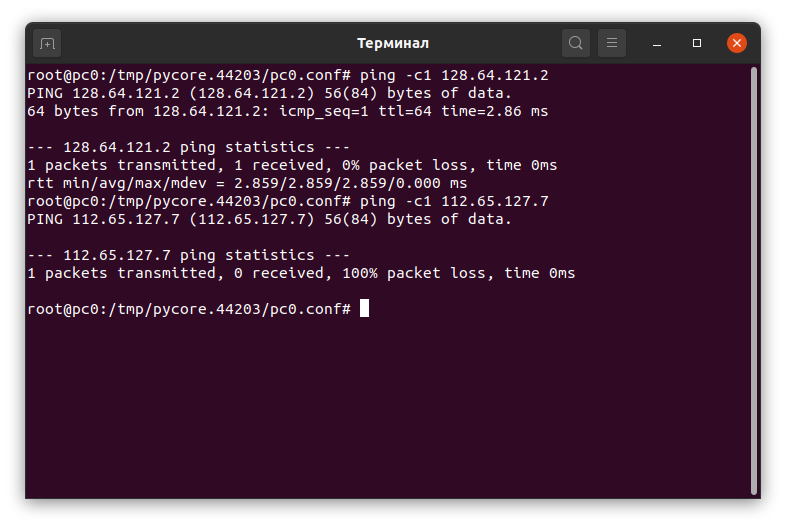 Терминал
root@pc0:/tmp/pycore.44203/pc0.conf# ping -c1 128.64.121.2
PING 128.64.121.2 (128.64.121.2) 56(84) bytes of data.
64 bytes from 128.64.121.2: icmp_seq=1 ttl=64 time=2.86 ms
--- 128.64.121.2 ping statistics ---
1 packets transmitted, 1 received, 0% packet loss, time 0ms
rtt min/avg/max/mdev = 2.859/2.859/2.859/0.000 ms
root@pc0:/tmp/pycore.44203/pc0.conf# ping -c1 112.65.127.7
PING 112.65.127.7 (112.65.127.7) 56(84) bytes of data.
--- 112.65.127.7 ping statistics ---
1 packets transmitted, 0 received, 100% packet loss, time 0ms
root@pc0:/tmp/pycore.44203/pc0.conf#